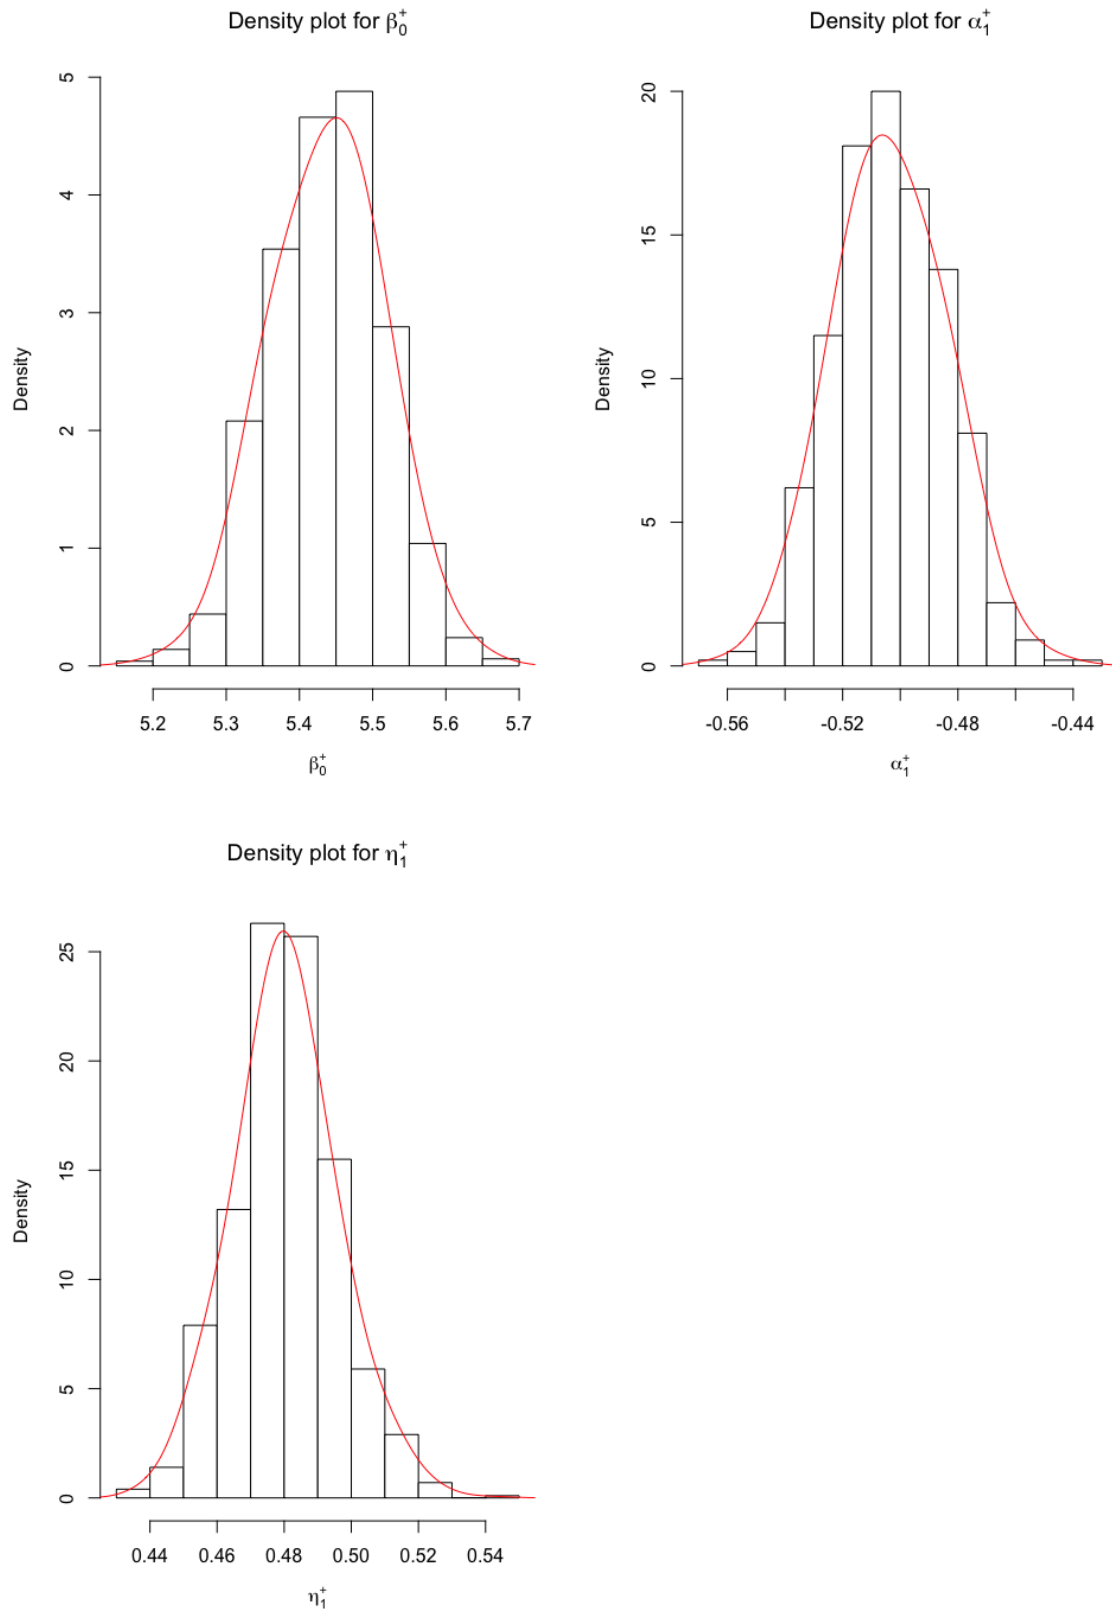 Density plot for β₀⁺
Density
0 1 2 3 4 5
5.2 5.3 5.4 5.5 5.6 5.7
β₀⁺
Density plot for α₁⁺
Density
0 5 10 15 20
-0.56 -0.52 -0.48 -0.44
α₁⁺
Density plot for η₁⁺
Density
0 5 10 15 20 25
0.44 0.46 0.48 0.50 0.52 0.54
η₁⁺